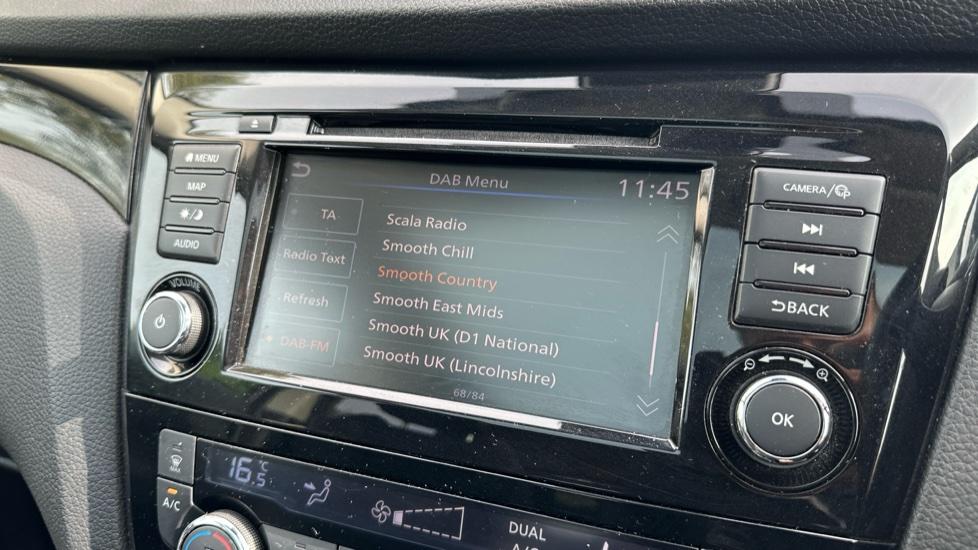 MENU
MAP
AUDIO
VOLUME
DAB Menu
11:45
TA
Radio Text
Refresh
DAB-FM
Scala Radio
Smooth Chill
Smooth Country
Smooth East Mids
Smooth UK (D1 National)
Smooth UK (Lincolnshire)
68/84
CAMERA/
BACK
OK
MAX
A/C
16.5°C
DUAL
A/C